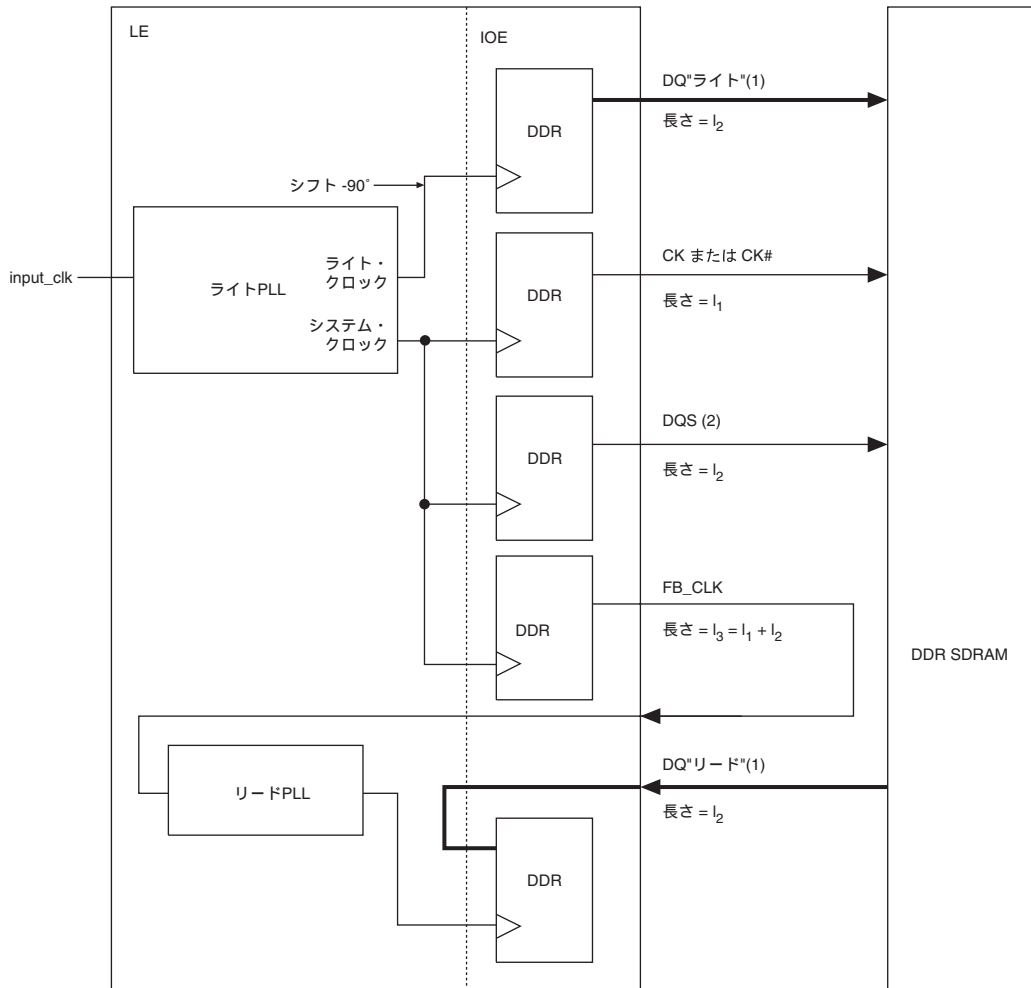 LE
IOE
DDR
DQ"ライト"(1)
長さ = l2
シフト -90°
input_clk
ライトPLL
ライト・
クロック
システム・
クロック
DDR
CK または CK#
長さ = l1
DDR
DQS (2)
長さ = l2
DDR
FB_CLK
長さ = l3 = l1 + l2
DDR SDRAM
リードPLL
DQ"リード"(1)
長さ = l2
DDR